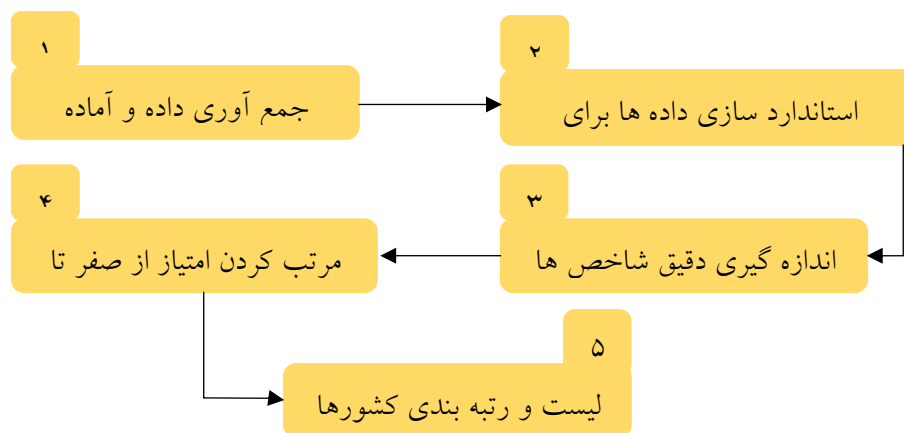 ۱
جمع آوری داده و آماده
۲
استاندارد سازی داده ها برای
۳
اندازه گیری دقیق شاخص ها
۴
مرتب کردن امتیاز از صفر تا
۵
لیست و رتبه بندی کشورها